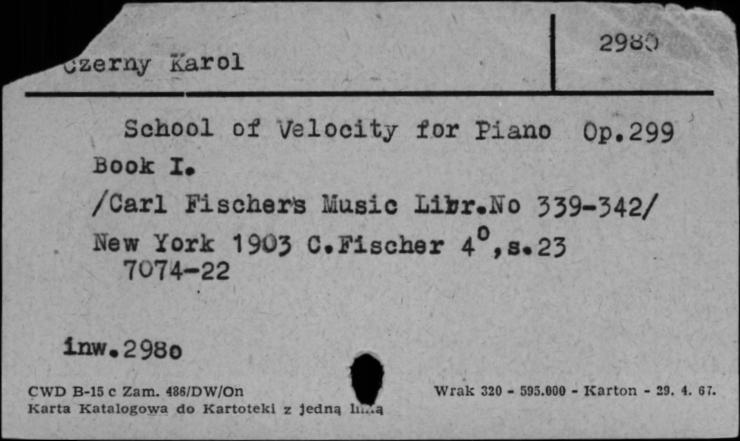 Czerny Karol
2980
School of Velocity for Piano Op.299
Book I.
/Carl Fischer's Music Libr.No 339-342/
New York 1903 C.Fischer 4⁰,s.23
7074-22
inw.2980
CWD B-15 c Zam. 486/DW/On
Karta Katalogowa do Kartoteki z jedną
Wrak 320 - 595.000 - Karton - 29. 4. 67.